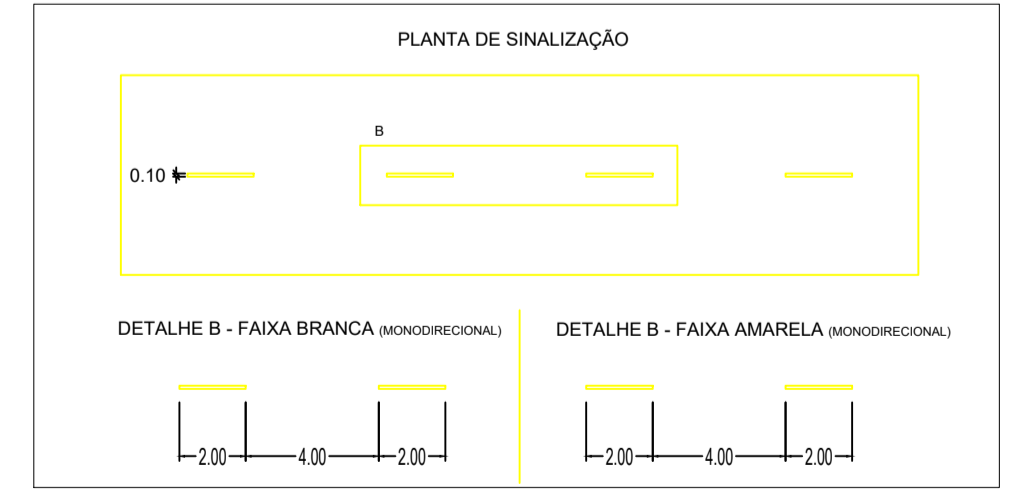 PLANTA DE SINALIZAÇÃO
B
0.10
DETALHE B - FAIXA BRANCA (MONODIRECIONAL)
DETALHE B - FAIXA AMARELA (MONODIRECIONAL)
2.00 4.00 2.00
2.00 4.00 2.00